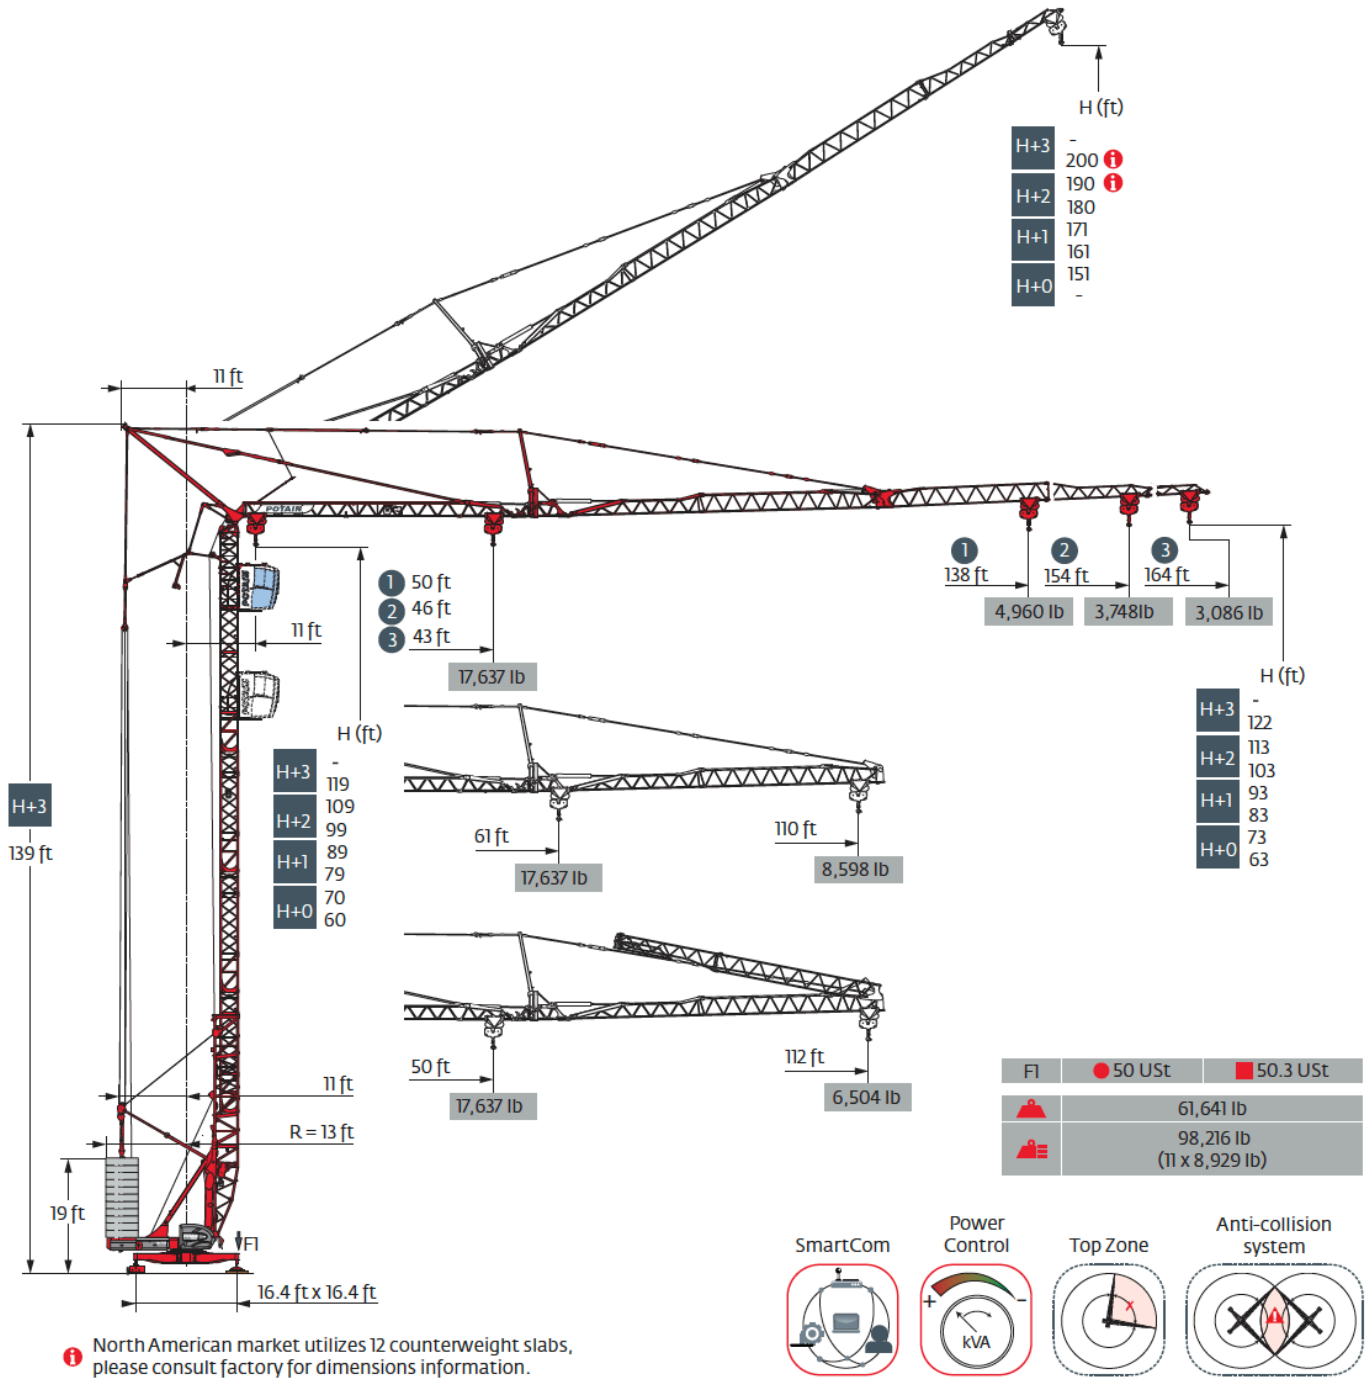 H (ft)
H+3
-
200
H+2
190
180
H+1
171
161
H+0
151
-
11 ft
POTAIN
1 50 ft
2 46 ft
3 43 ft
17,637 lb
11 ft
1
138 ft
4,960 lb
2
154 ft
3,748lb
3
164 ft
3,086 lb
H (ft)
H+3
-
119
H+2
109
99
H+1
89
79
H+0
70
60
H (ft)
H+3
-
122
H+2
113
103
H+1
93
83
H+0
73
63
H+3
139 ft
61 ft
17,637 lb
110 ft
8,598 lb
50 ft
17,637 lb
112 ft
6,504 lb
11 ft
R = 13 ft
19 ft
F1
16.4 ft x 16.4 ft
F1 50 USt 50.3 USt
61,641 lb
98,216 lb
(11 x 8,929 lb)
SmartCom
Power
Control
+ -
kVA
Top Zone
x
Anti-collision
system
i North American market utilizes 12 counterweight slabs,
please consult factory for dimensions information.